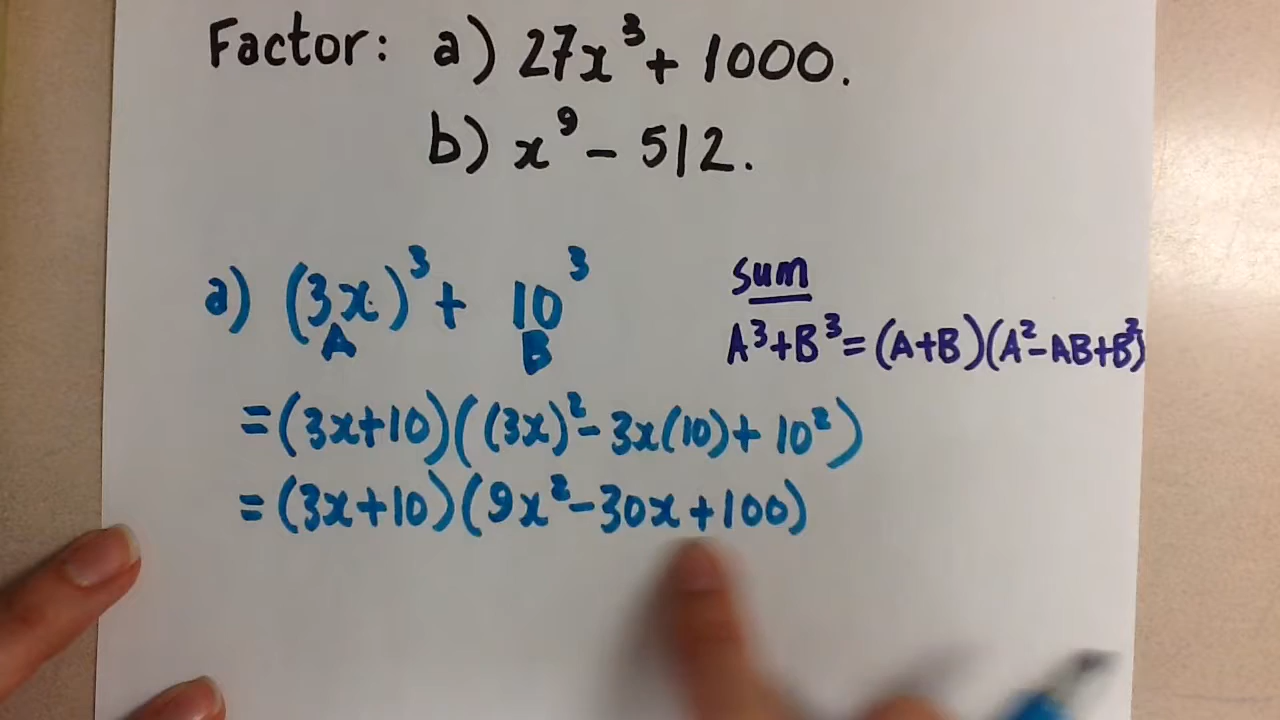 Factor: a) 27x³ + 1000.
b) x⁹ - 512.
a) (3x)³ + 10³
A B
sum
A³+B³=(A+B)(A²-AB+B²)
=(3x+10)((3x)²-3x(10)+10²)
=(3x+10)(9x²-30x+100)